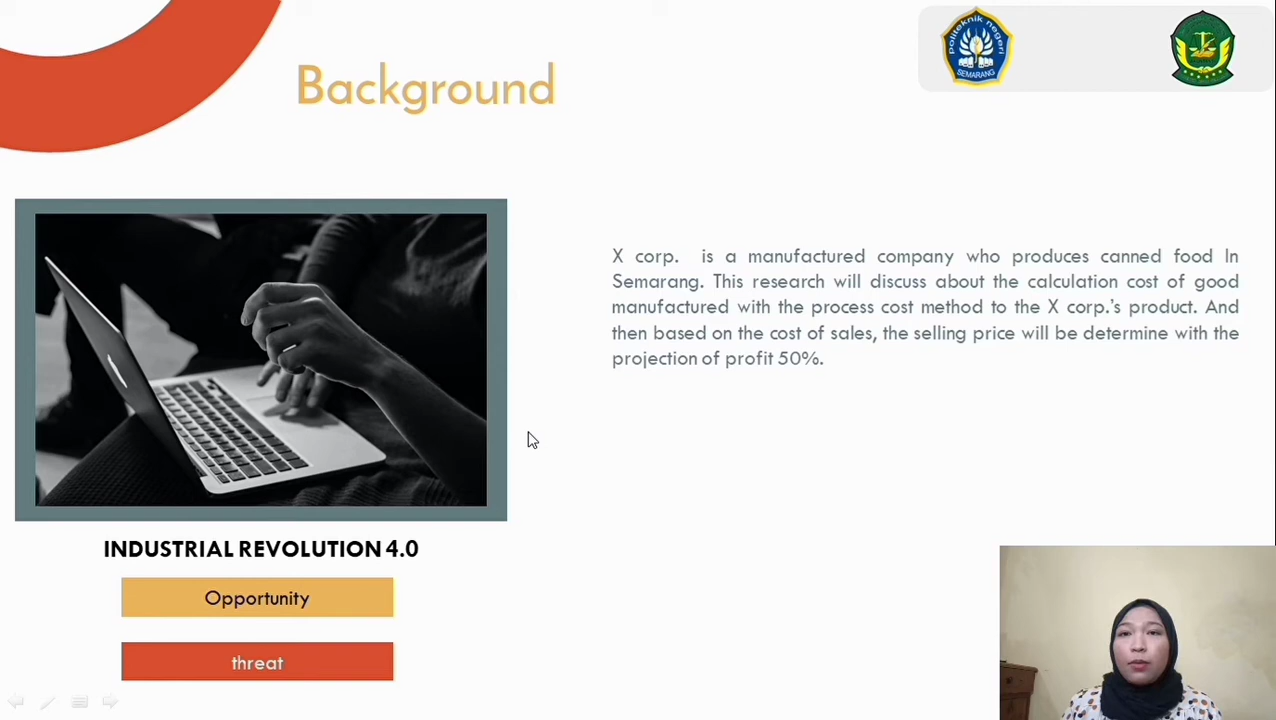 politeknik negeri
SEMARANG
Background
X corp. is a manufactured company who produces canned food In
Semarang. This research will discuss about the calculation cost of good
manufactured with the process cost method to the X corp.'s product. And
then based on the cost of sales, the selling price will be determine with the
projection of profit 50%.
INDUSTRIAL REVOLUTION 4.0
Opportunity
threat